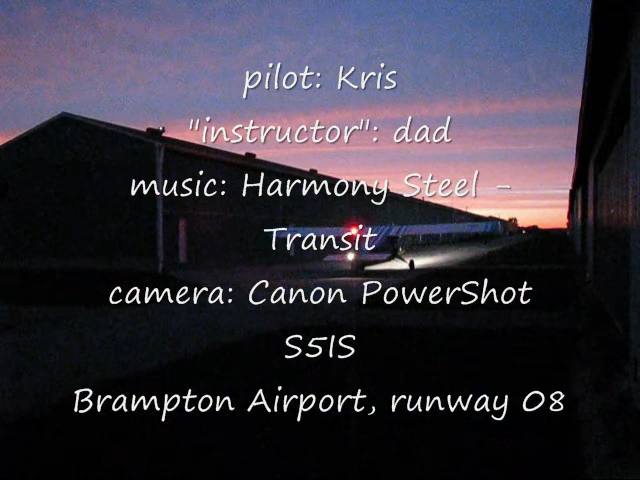 pilot: Kris
"instructor": dad
music: Harmony Steel -
Transit
camera: Canon PowerShot
S5IS
Brampton Airport, runway 08